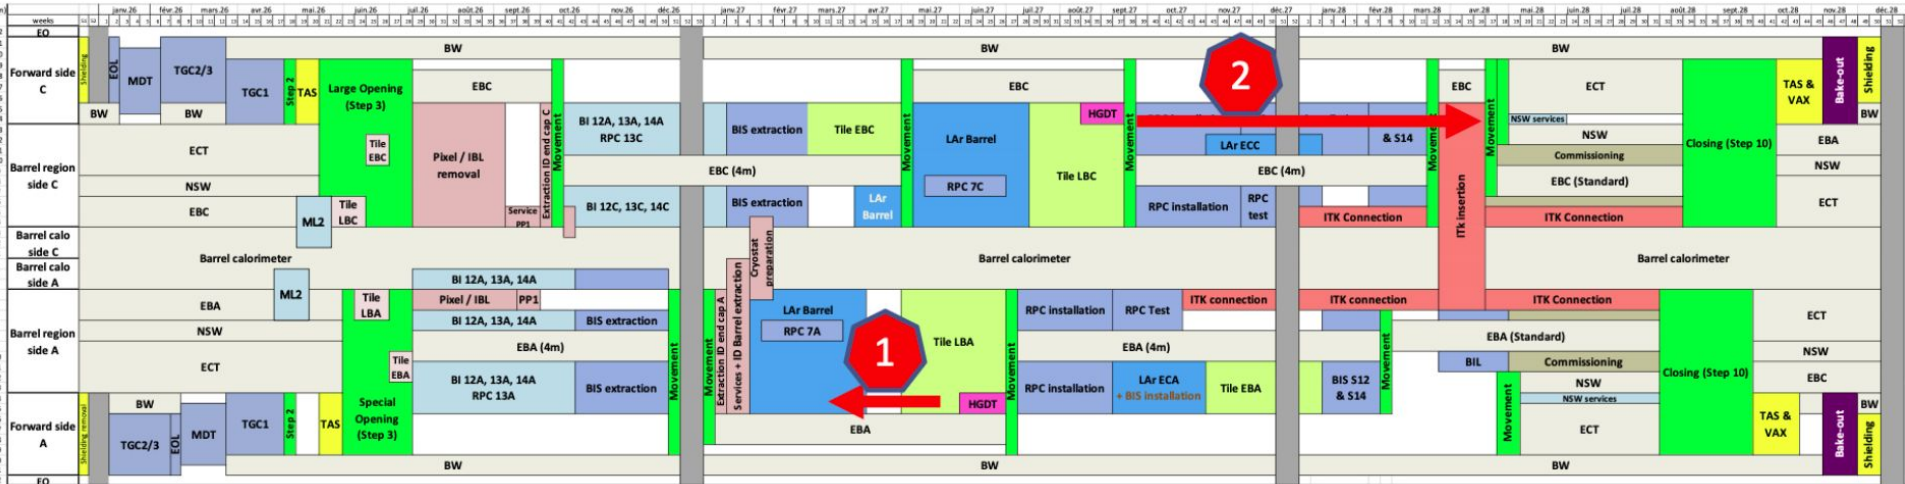 janv.26 févr.26 mars.26 avr.26 mai.26 juin.26 juil.26 août.26 sept.26 oct.26 nov.26 déc.26 janv.27 févr.27 mars.27 avr.27 mai.27 juin.27 juil.27 août.27 sept.27 oct.27 nov.27 déc.27 janv.28 févr.28 mars.28 avr.28 mai.28 juin.28 juil.28 août.28 sept.28 oct.28 nov.28 déc.28
weeks
EO
Forward side
C
Shielding
EOL
MDT
TGC2/3
TGC1
Step 2
TAS
BW
BW
BW
BW
BW
Large Opening
(Step 3)
Tile
EBC
EBC
Movement
EBC
Movement
Movement
2
EBC
Movement
Movement
ECT
NSW services
NSW
Commissioning
EBC (Standard)
ITK Connection
Closing (Step 10)
TAS &
VAX
Bake-out
Shielding
BW
EBA
NSW
ECT
Barrel region
side C
ECT
NSW
EBC
ML2
Tile
LBC
Pixel / IBL
removal
Service
PP1
Extraction ID end cap C
BI 12A, 13A, 14A
RPC 13C
BIS extraction
Tile EBC
EBC (4m)
BI 12C, 13C, 14C
BIS extraction
LAr
Barrel
LAr Barrel
RPC 7C
Tile LBC
HGDT
LAr ECC
& S14
EBC (4m)
RPC installation
RPC
test
ITK Connection
ITk insertion
Barrel calo
side C
Barrel calo
side A
Barrel calorimeter
Barrel calorimeter
Barrel calorimeter
Cryostat
preparation
ML2
BI 12A, 13A, 14A
Barrel region
side A
EBA
NSW
ECT
Tile
LBA
Tile
EBA
Special
Opening
(Step 3)
Pixel / IBL
PP1
BI 12A, 13A, 14A
BIS extraction
EBA (4m)
BI 12A, 13A, 14A
RPC 13A
BIS extraction
Movement
Movement
Extraction ID end cap A
Services + ID Barrel extraction
LAr Barrel
RPC 7A
1
Tile LBA
HGDT
EBA
Movement
RPC installation
RPC Test
ITK connection
ITK connection
ITK Connection
EBA (4m)
RPC installation
LAr ECA
+ BIS installation
Tile EBA
BIS S12
& S14
Movement
EBA (Standard)
BIL
Commissioning
NSW
NSW services
Movement
ECT
Closing (Step 10)
ECT
NSW
EBC
TAS &
VAX
Bake-out
BW
Shielding
Forward side
A
Shielding removal
BW
TGC2/3
EOL
MDT
TGC1
Step 2
TAS
BW
BW
BW
EO